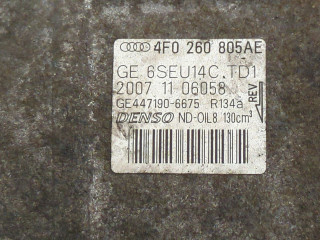 4F0 260 805AE
GE 6SEU14C.TD1
2007 11 06058
GE447190-6675 R134a
REV
DENSO ND-OIL8 130cm³